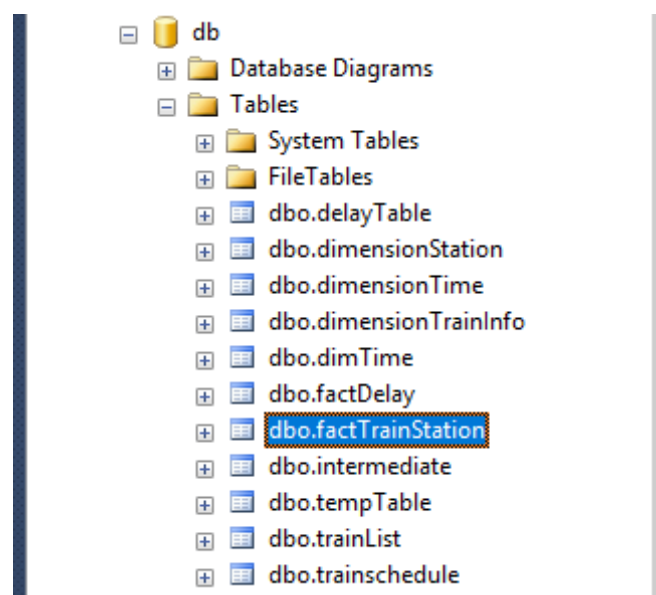 db
Database Diagrams
Tables
System Tables
FileTables
dbo.delayTable
dbo.dimensionStation
dbo.dimensionTime
dbo.dimensionTrainInfo
dbo.dimTime
dbo.factDelay
dbo.factTrainStation
dbo.intermediate
dbo.tempTable
dbo.trainList
dbo.trainschedule